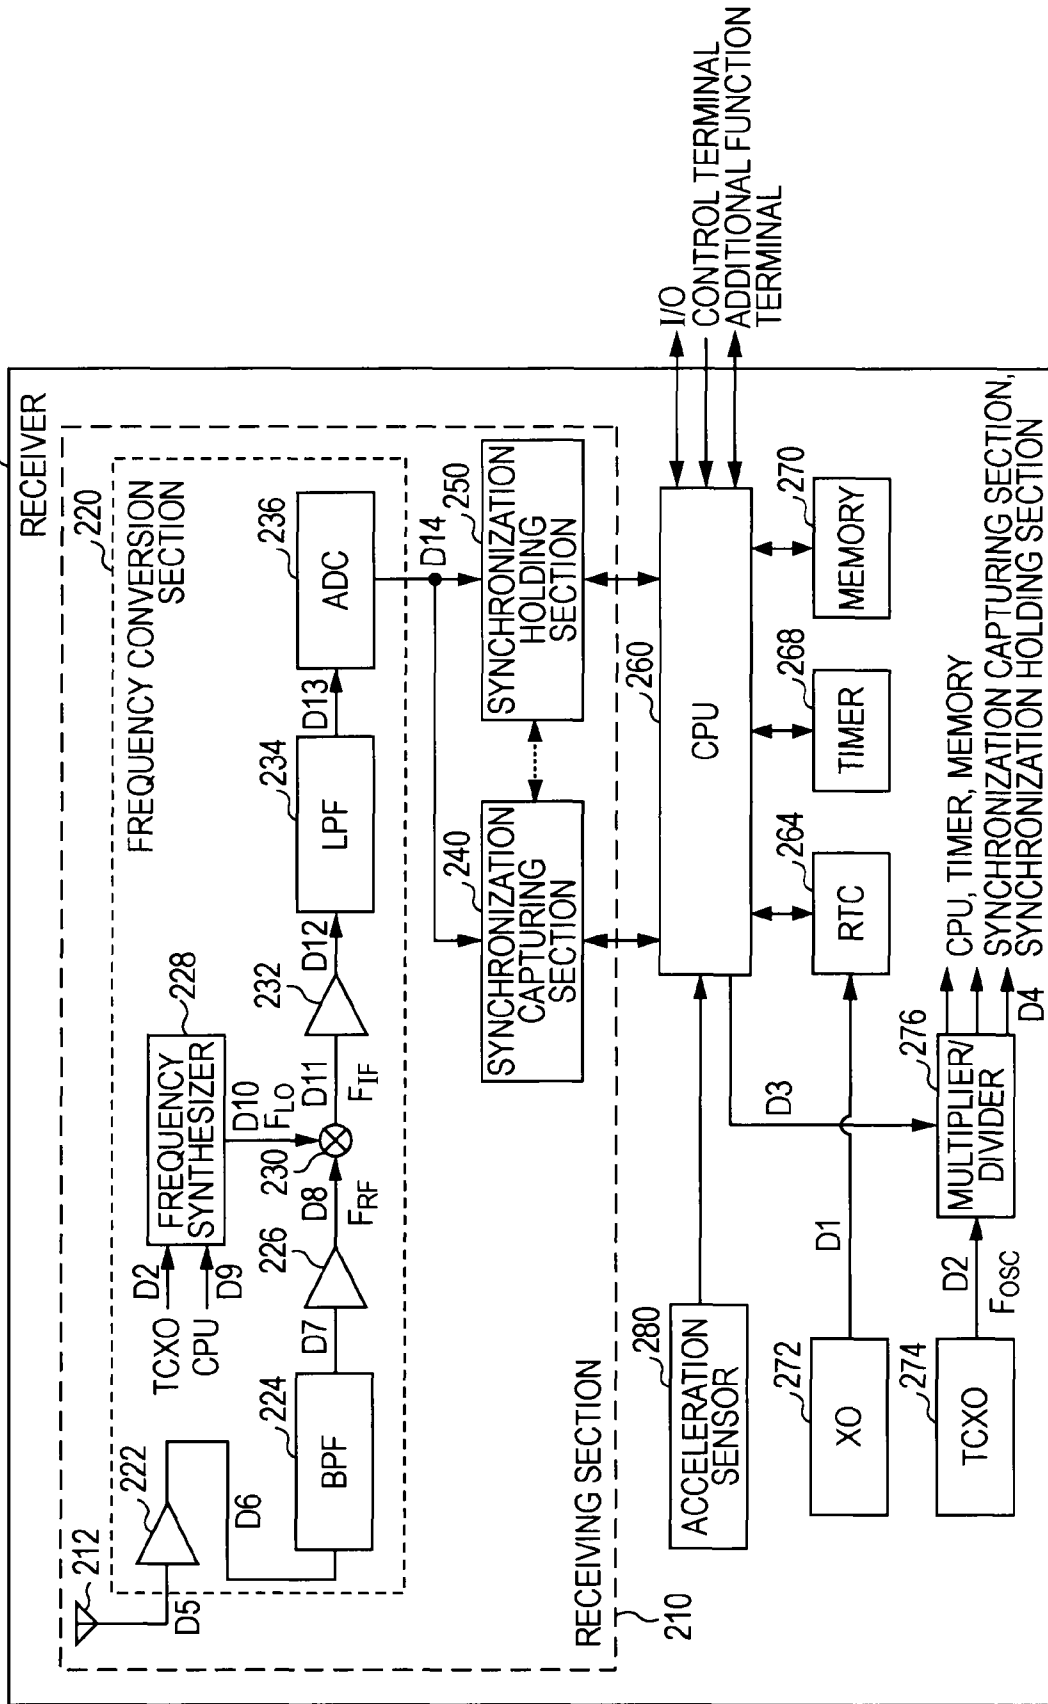 RECEIVER
220
FREQUENCY CONVERSION
SECTION
212
222
D5
D6
TCXO
D2
CPU
D9
228
FREQUENCY
SYNTHESIZER
D10
FLO
224
BPF
D7
226
D8
FRF
230
D11
FIF
232
D12
234
LPF
D13
236
ADC
D14
240
SYNCHRONIZATION
CAPTURING
SECTION
250
SYNCHRONIZATION
HOLDING
SECTION
RECEIVING SECTION
210
260
CPU
I/O
CONTROL TERMINAL
ADDITIONAL FUNCTION
TERMINAL
280
ACCELERATION
SENSOR
D3
264
RTC
268
TIMER
270
MEMORY
272
XO
D1
274
TCXO
D2
FOSC
276
MULTIPLIER/
DIVIDER
D4
CPU, TIMER, MEMORY
SYNCHRONIZATION CAPTURING SECTION,
SYNCHRONIZATION HOLDING SECTION